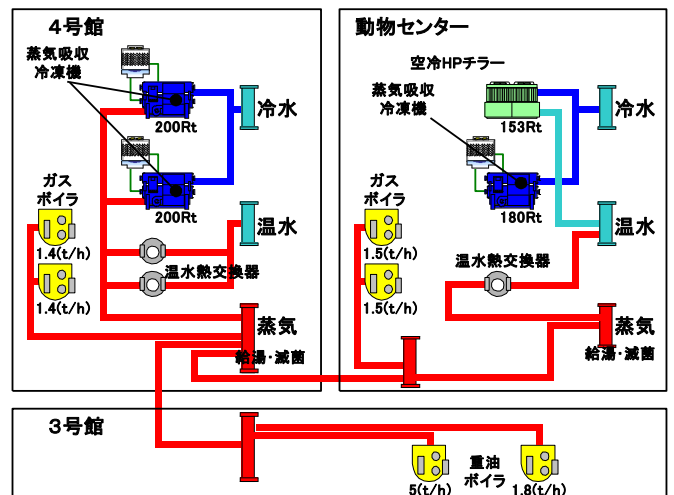 4号館
蒸気吸収
冷凍機
200Rt
冷水
200Rt
ガス
ボイラ
1.4(t/h)
1.4(t/h)
温水
温水熱交換器
蒸気
給湯・滅菌
動物センター
空冷HPチラー
蒸気吸収
冷凍機
153Rt
冷水
180Rt
ガス
ボイラ
1.5(t/h)
1.5(t/h)
温水
温水熱交換器
蒸気
給湯・滅菌
3号館
重油
ボイラ
5(t/h)
1.8(t/h)